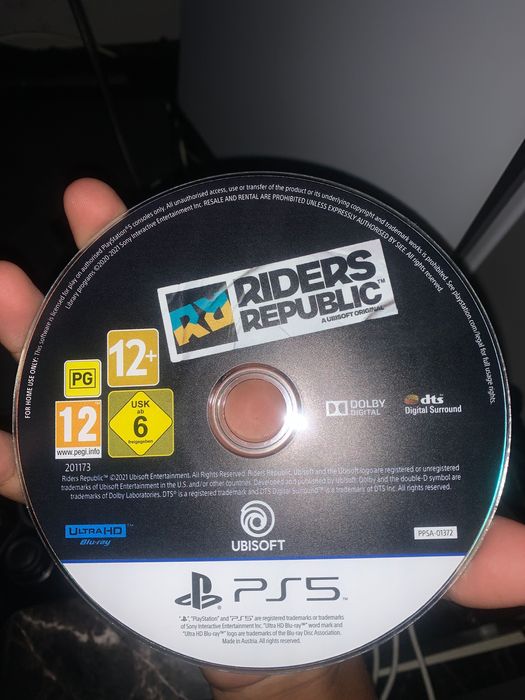 FOR HOME USE ONLY: This software is licensed for play on authorised PlayStation®5 consoles only. All unauthorised access, use or transfer of the product or its underlying copyright and trademark works is prohibited. See playstation.com/legal for full usage rights.
Library programs ©2020-2021 Sony Interactive Entertainment Inc. RESALE AND RENTAL ARE PROHIBITED UNLESS EXPRESSLY AUTHORISED BY SIEE. All rights reserved.
RIDERS
REPUBLIC™
A UBISOFT ORIGINAL
12+
PG
12
www.pegi.info
USK
ab
6
freigegeben
DOLBY
DIGITAL
dts
Digital Surround
201173
Riders Republic™ ©2021 Ubisoft Entertainment. All Rights Reserved. Riders Republic, Ubisoft and the Ubisoft logo are registered or unregistered
trademarks of Ubisoft Entertainment in the U.S. and/or other countries. Developed and published by Ubisoft. Dolby and the double-D symbol are
trademarks of Dolby Laboratories. DTS® is a registered trademark and DTS Digital Surround™ is a trademark of DTS Inc. All rights reserved.
ULTRA HD™
Blu-ray
UBISOFT
PPSA-01372
PS5™
"PlayStation" and "PS5" are registered trademarks or trademarks
of Sony Interactive Entertainment Inc. "Ultra HD Blu-ray™" word mark and
"Ultra HD Blu-ray™" logo are trademarks of the Blu-ray Disc Association.
Made in Austria. All rights reserved.